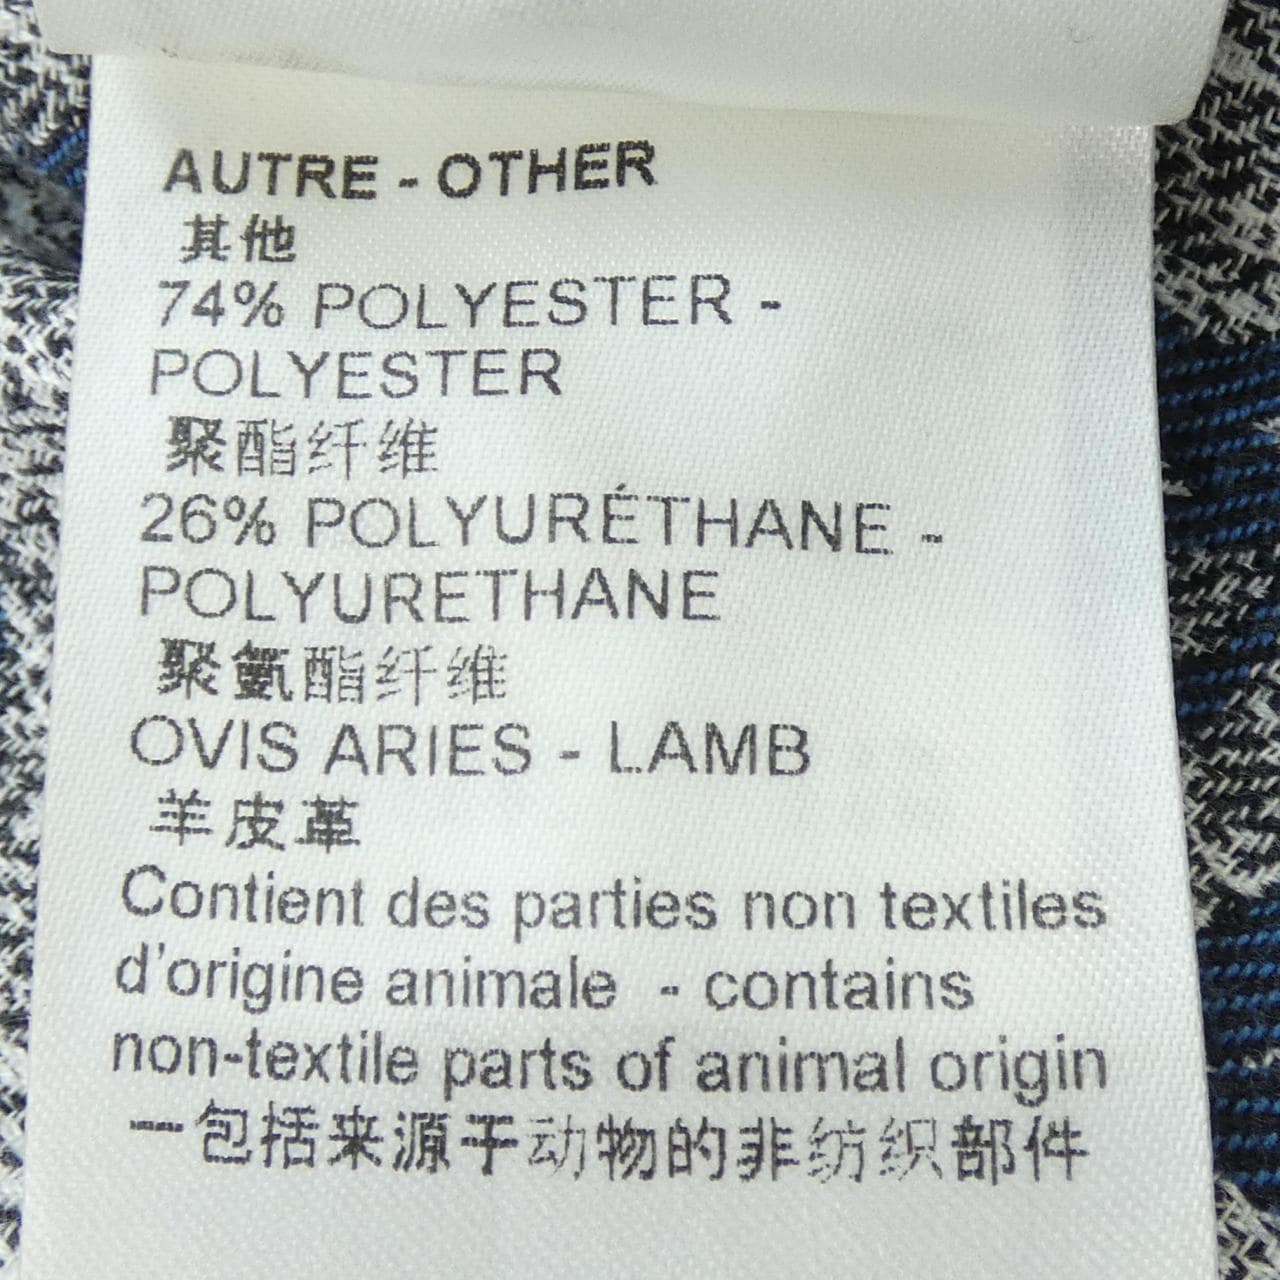 AUTRE - OTHER
其他
74% POLYESTER -
POLYESTER
聚酯纤维
26% POLYURÉTHANE -
POLYURETHANE
聚氨酯纤维
OVIS ARIES - LAMB
羊皮革
Contient des parties non textiles
d'origine animale - contains
non-textile parts of animal origin
一包括来源于动物的非纺织部件